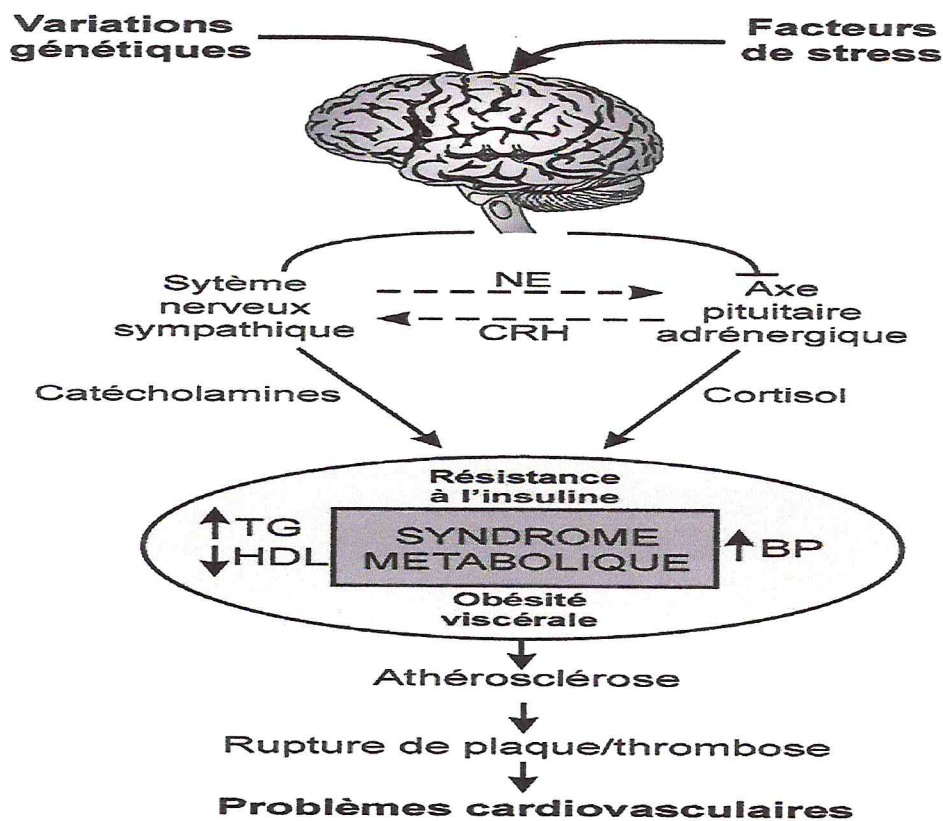 Variations
génétiques
Facteurs
de stress
Sytème
nerveux
sympathique
NE
CRH
Axe
pituitaire
adrénergique
Catécholamines
Cortisol
Résistance
à l'insuline
↑TG
↓HDL
SYNDROME
METABOLIQUE
↑BP
Obésité
viscérale
Athérosclérose
Rupture de plaque/thrombose
Problèmes cardiovasculaires